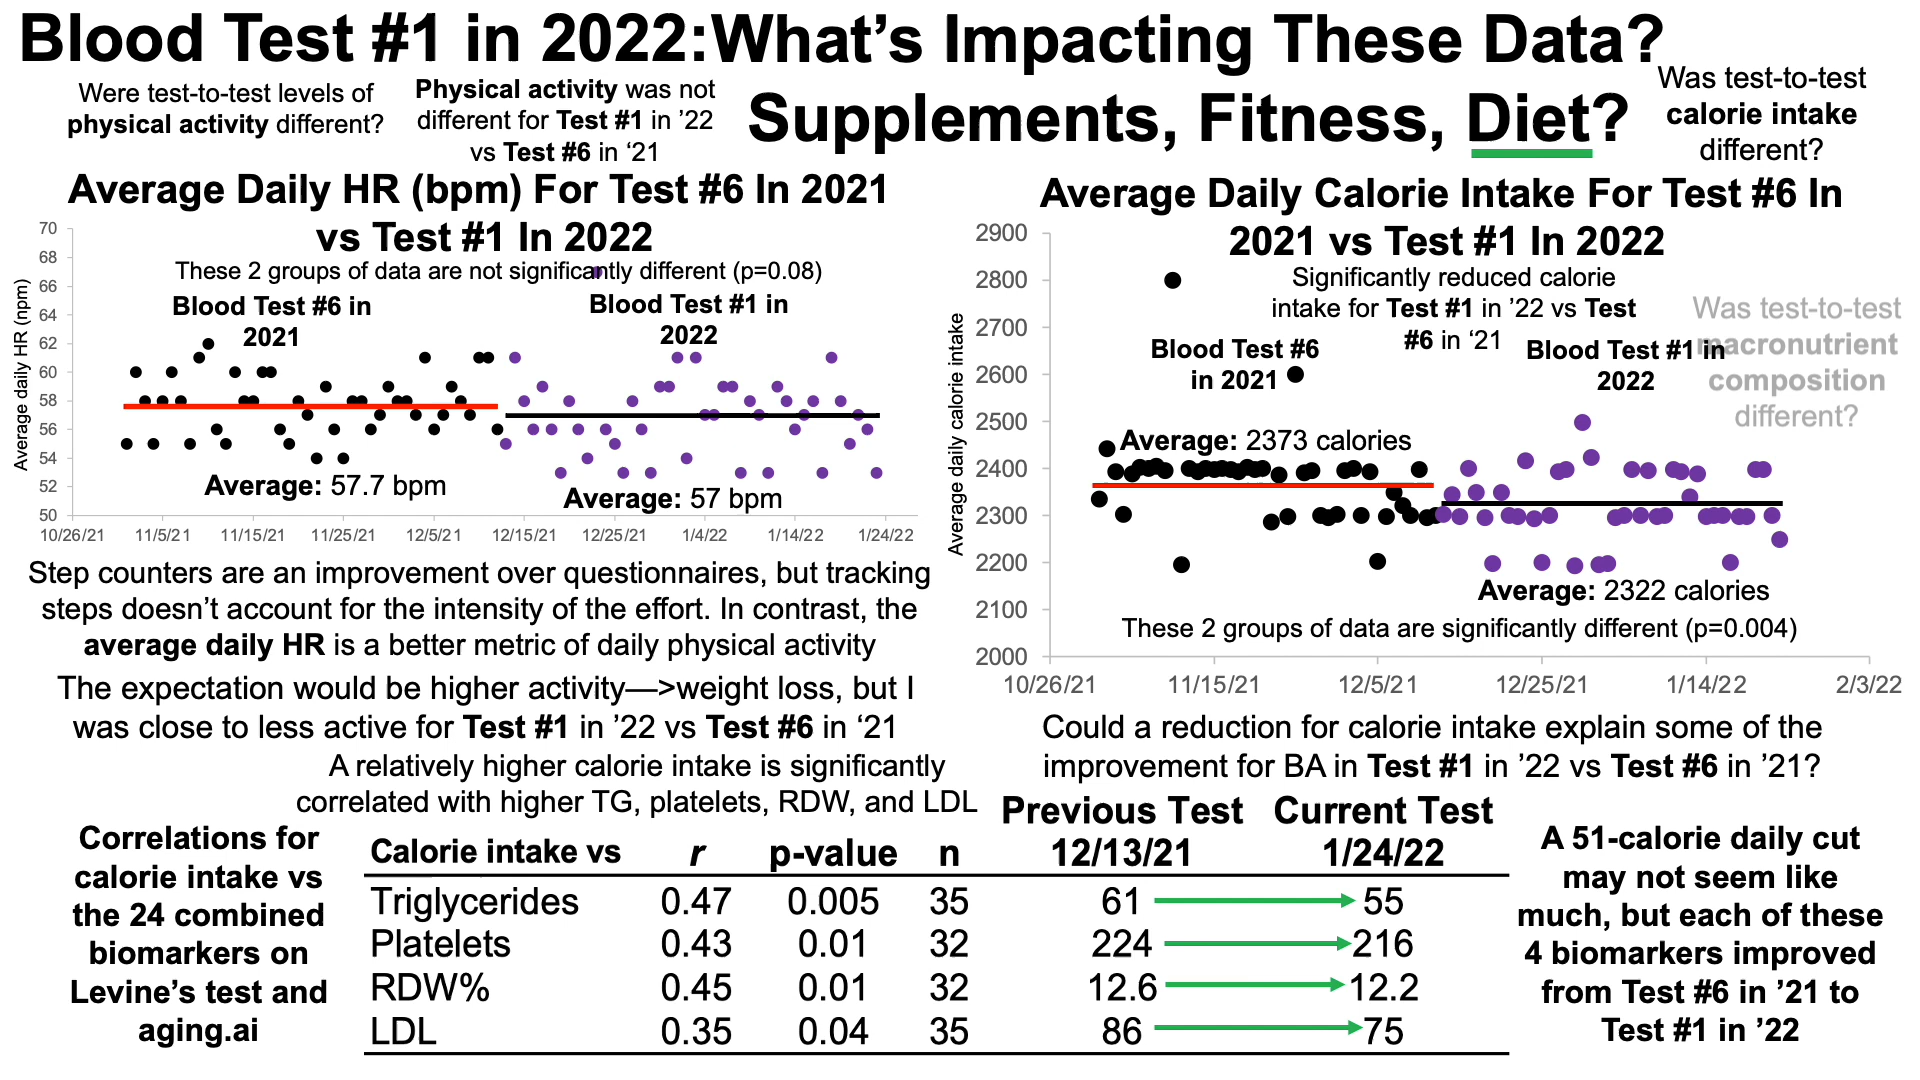 Blood Test #1 in 2022:What’s Impacting These Data?
Supplements, Fitness, Diet?
Were test-to-test levels of
physical activity different?
Physical activity was not
different for Test #1 in ’22
vs Test #6 in ‘21
Was test-to-test
calorie intake
different?
Average Daily HR (bpm) For Test #6 In 2021
vs Test #1 In 2022
These 2 groups of data are not significantly different (p=0.08)
Blood Test #6 in
2021
Blood Test #1 in
2022
Average daily HR (npm)
70
68
66
64
62
60
58
56
54
52
50
Average: 57.7 bpm
Average: 57 bpm
10/26/21
11/5/21
11/15/21
11/25/21
12/5/21
12/15/21
12/25/21
1/4/22
1/14/22
1/24/22
Step counters are an improvement over questionnaires, but tracking
steps doesn’t account for the intensity of the effort. In contrast, the
average daily HR is a better metric of daily physical activity
The expectation would be higher activity—>weight loss, but I
was close to less active for Test #1 in ’22 vs Test #6 in ‘21
Average Daily Calorie Intake For Test #6 In
2021 vs Test #1 In 2022
Significantly reduced calorie
intake for Test #1 in ’22 vs Test
#6 in ‘21
Blood Test #6
in 2021
Blood Test #1 in
2022
Was test-to-test
macronutrient
composition
different?
Average daily calorie intake
2900
2800
2700
2600
2500
2400
2300
2200
2100
2000
Average: 2373 calories
Average: 2322 calories
These 2 groups of data are significantly different (p=0.004)
10/26/21
11/15/21
12/5/21
12/25/21
1/14/22
2/3/22
Could a reduction for calorie intake explain some of the
improvement for BA in Test #1 in ’22 vs Test #6 in ’21?
A relatively higher calorie intake is significantly
correlated with higher TG, platelets, RDW, and LDL
Correlations for
calorie intake vs
the 24 combined
biomarkers on
Levine’s test and
aging.ai
Previous Test Current Test
Calorie intake vs r p-value n 12/13/21 1/24/22
Triglycerides 0.47 0.005 35 61 55
Platelets 0.43 0.01 32 224 216
RDW% 0.45 0.01 32 12.6 12.2
LDL 0.35 0.04 35 86 75
A 51-calorie daily cut
may not seem like
much, but each of these
4 biomarkers improved
from Test #6 in ’21 to
Test #1 in ’22